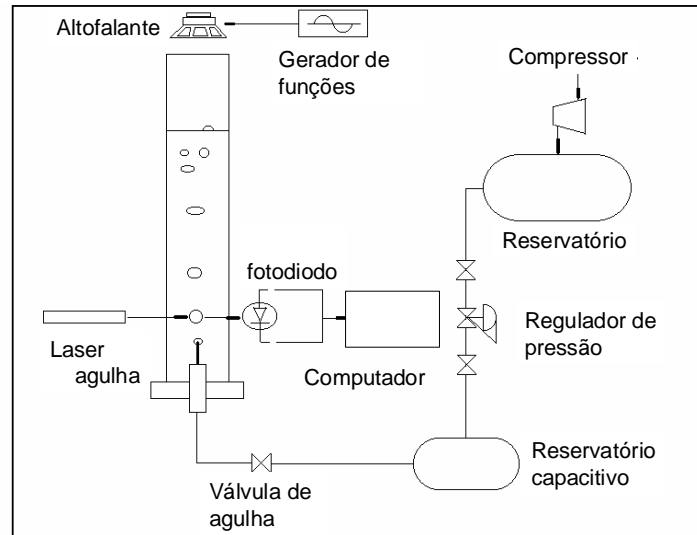 Altofalante
Gerador de
funções
Compressor
Reservatório
fotodiodo
Laser
agulha
Computador
Regulador de
pressão
Reservatório
capacitivo
Válvula de
agulha